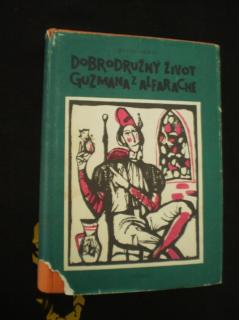 DOBRODRUŽNÝ ŽIVOT
GUZMANA Z ALFARACHE